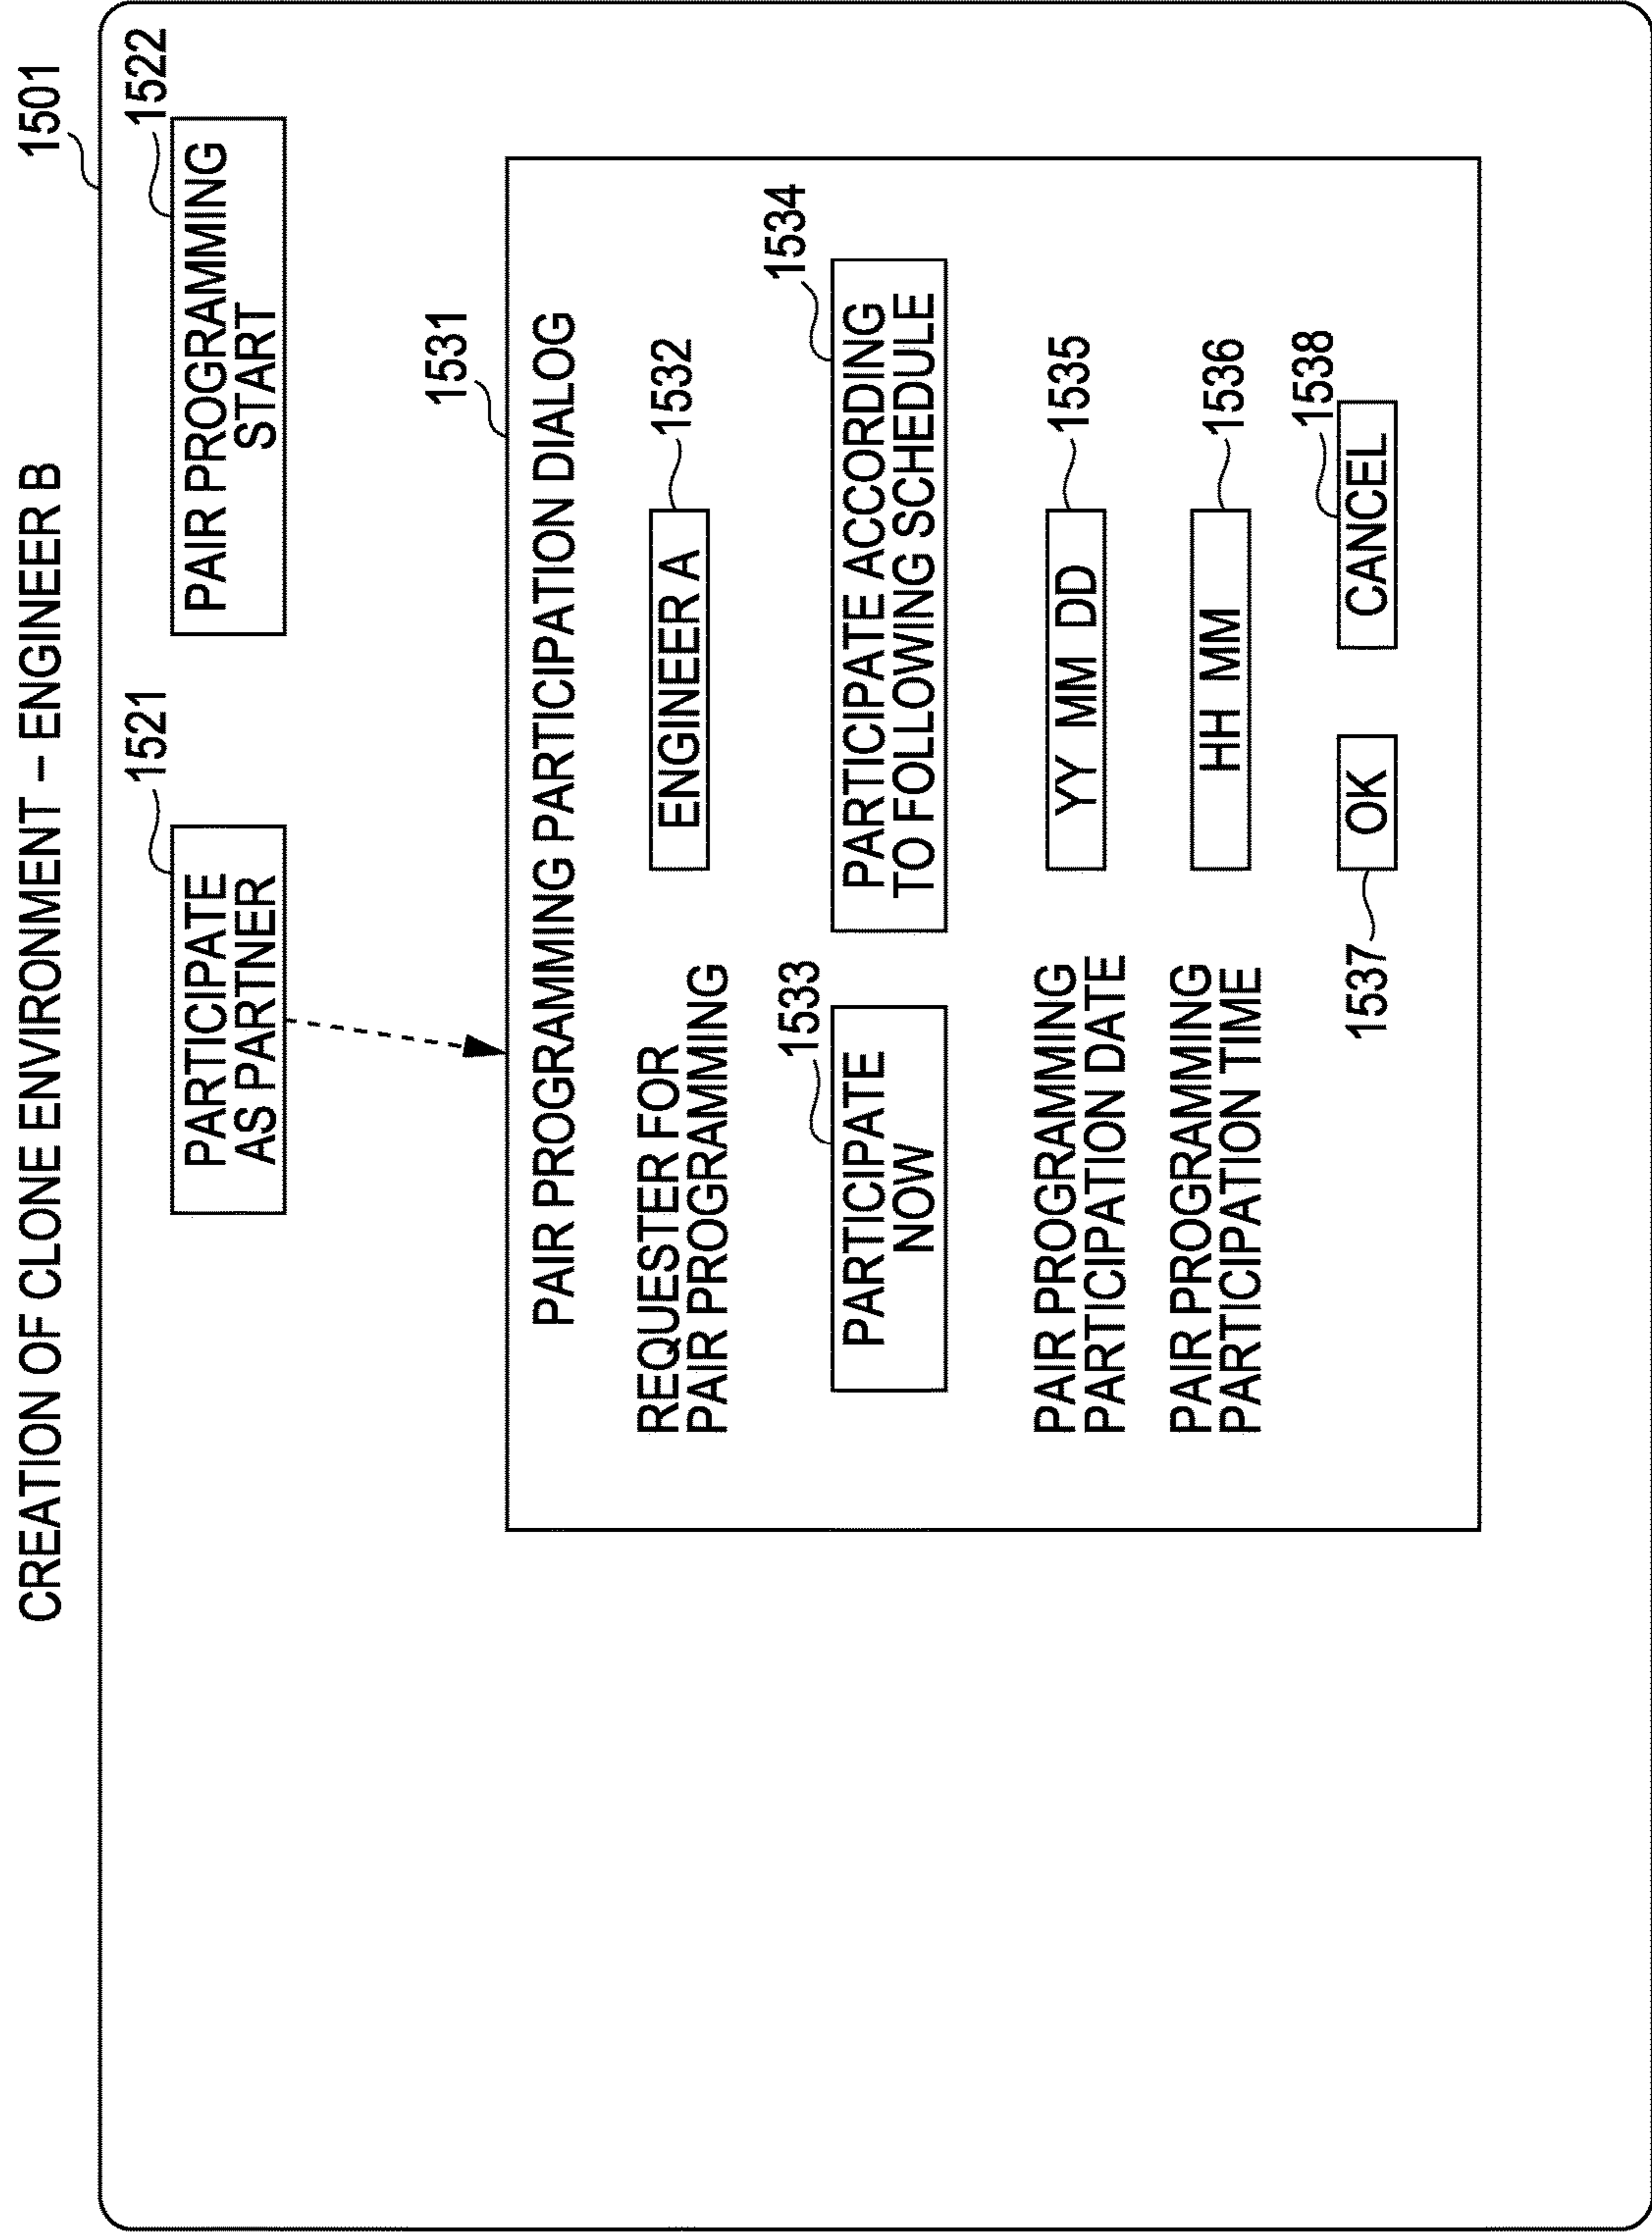 CREATION OF CLONE ENVIRONMENT – ENGINEER B
1501
1521
1522
PARTICIPATE
AS PARTNER
PAIR PROGRAMMING
START
1531
PAIR PROGRAMMING PARTICIPATION DIALOG
REQUESTER FOR
PAIR PROGRAMMING
ENGINEER A
1532
1533
1534
PARTICIPATE
NOW
PARTICIPATE ACCORDING
TO FOLLOWING SCHEDULE
PAIR PROGRAMMING
PARTICIPATION DATE
YY MM DD
1535
PAIR PROGRAMMING
PARTICIPATION TIME
HH MM
1536
1537
OK
CANCEL
1538